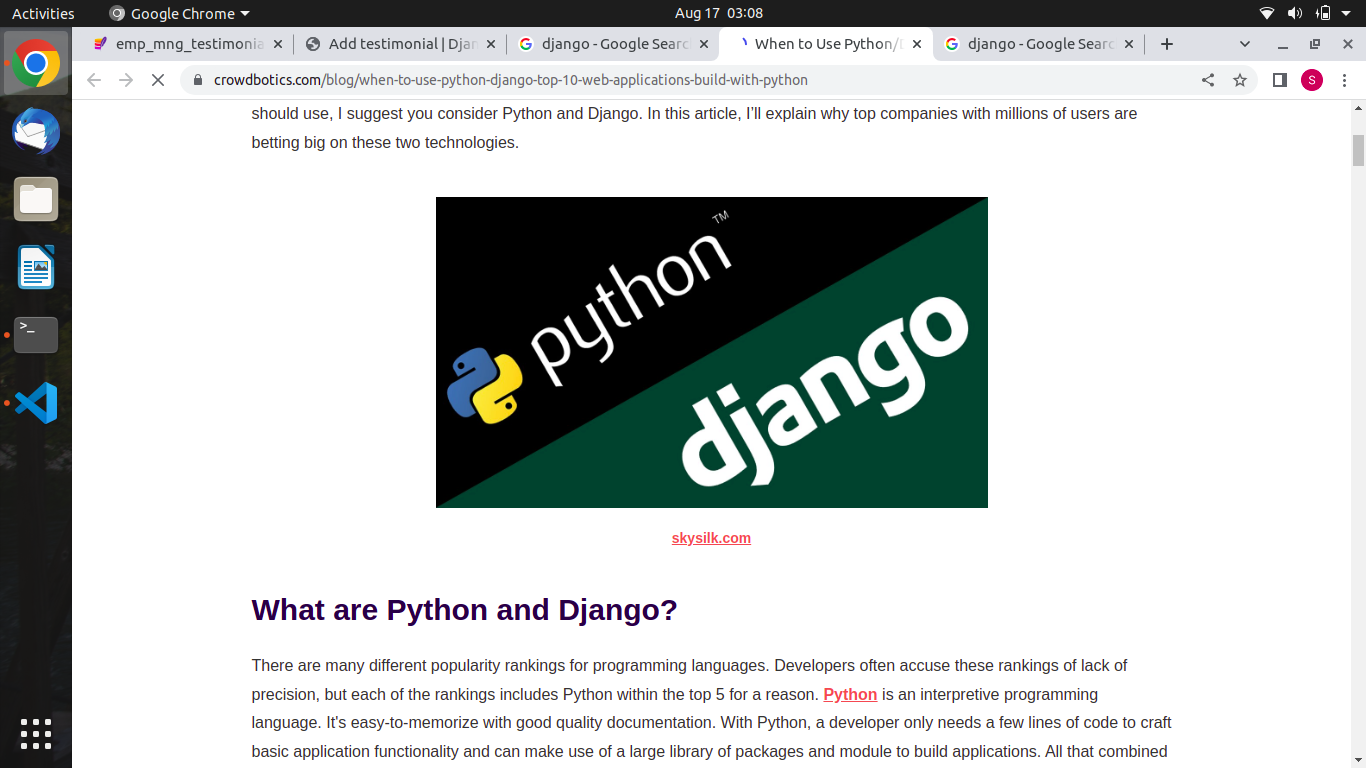 Activities
Google Chrome
Aug 17 03:08
emp_mng_testimonia
Add testimonial | Djan
django - Google Searc
When to Use Python/D
django - Google Searc
crowdbotics.com/blog/when-to-use-python-django-top-10-web-applications-build-with-python
S
should use, I suggest you consider Python and Django. In this article, I’ll explain why top companies with millions of users are
betting big on these two technologies.
python™
django
skysilk.com
What are Python and Django?
There are many different popularity rankings for programming languages. Developers often accuse these rankings of lack of
precision, but each of the rankings includes Python within the top 5 for a reason. Python is an interpretive programming
language. It’s easy-to-memorize with good quality documentation. With Python, a developer only needs a few lines of code to craft
basic application functionality and can make use of a large library of packages and module to build applications. All that combined